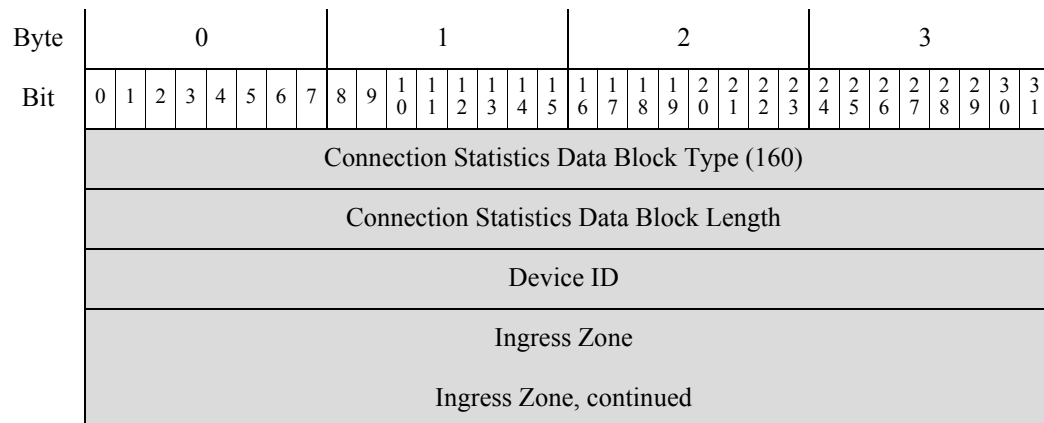 Byte 0 1 2 3
Bit 0 1 2 3 4 5 6 7 8 9 10 11 12 13 14 15 16 17 18 19 20 21 22 23 24 25 26 27 28 29 30 31
Connection Statistics Data Block Type (160)
Connection Statistics Data Block Length
Device ID
Ingress Zone
Ingress Zone, continued